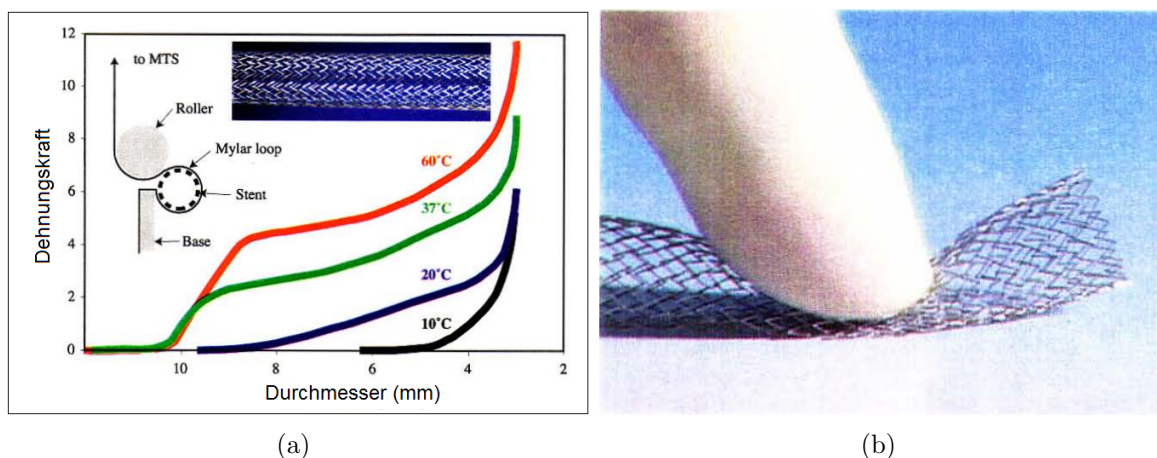 12
10
8
6
4
2
0
Dehnungskraft
to MTS
Roller
Mylar loop
Stent
Base
60°C
37°C
20°C
10°C
10
8
6
4
2
Durchmesser (mm)
(a)
(b)